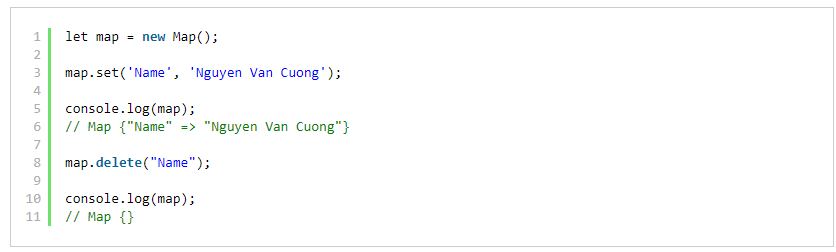 1 let map = new Map();
2
3 map.set('Name', 'Nguyen Van Cuong');
4
5 console.log(map);
6 // Map {"Name" => "Nguyen Van Cuong"}
7
8 map.delete("Name");
9
10 console.log(map);
11 // Map {}